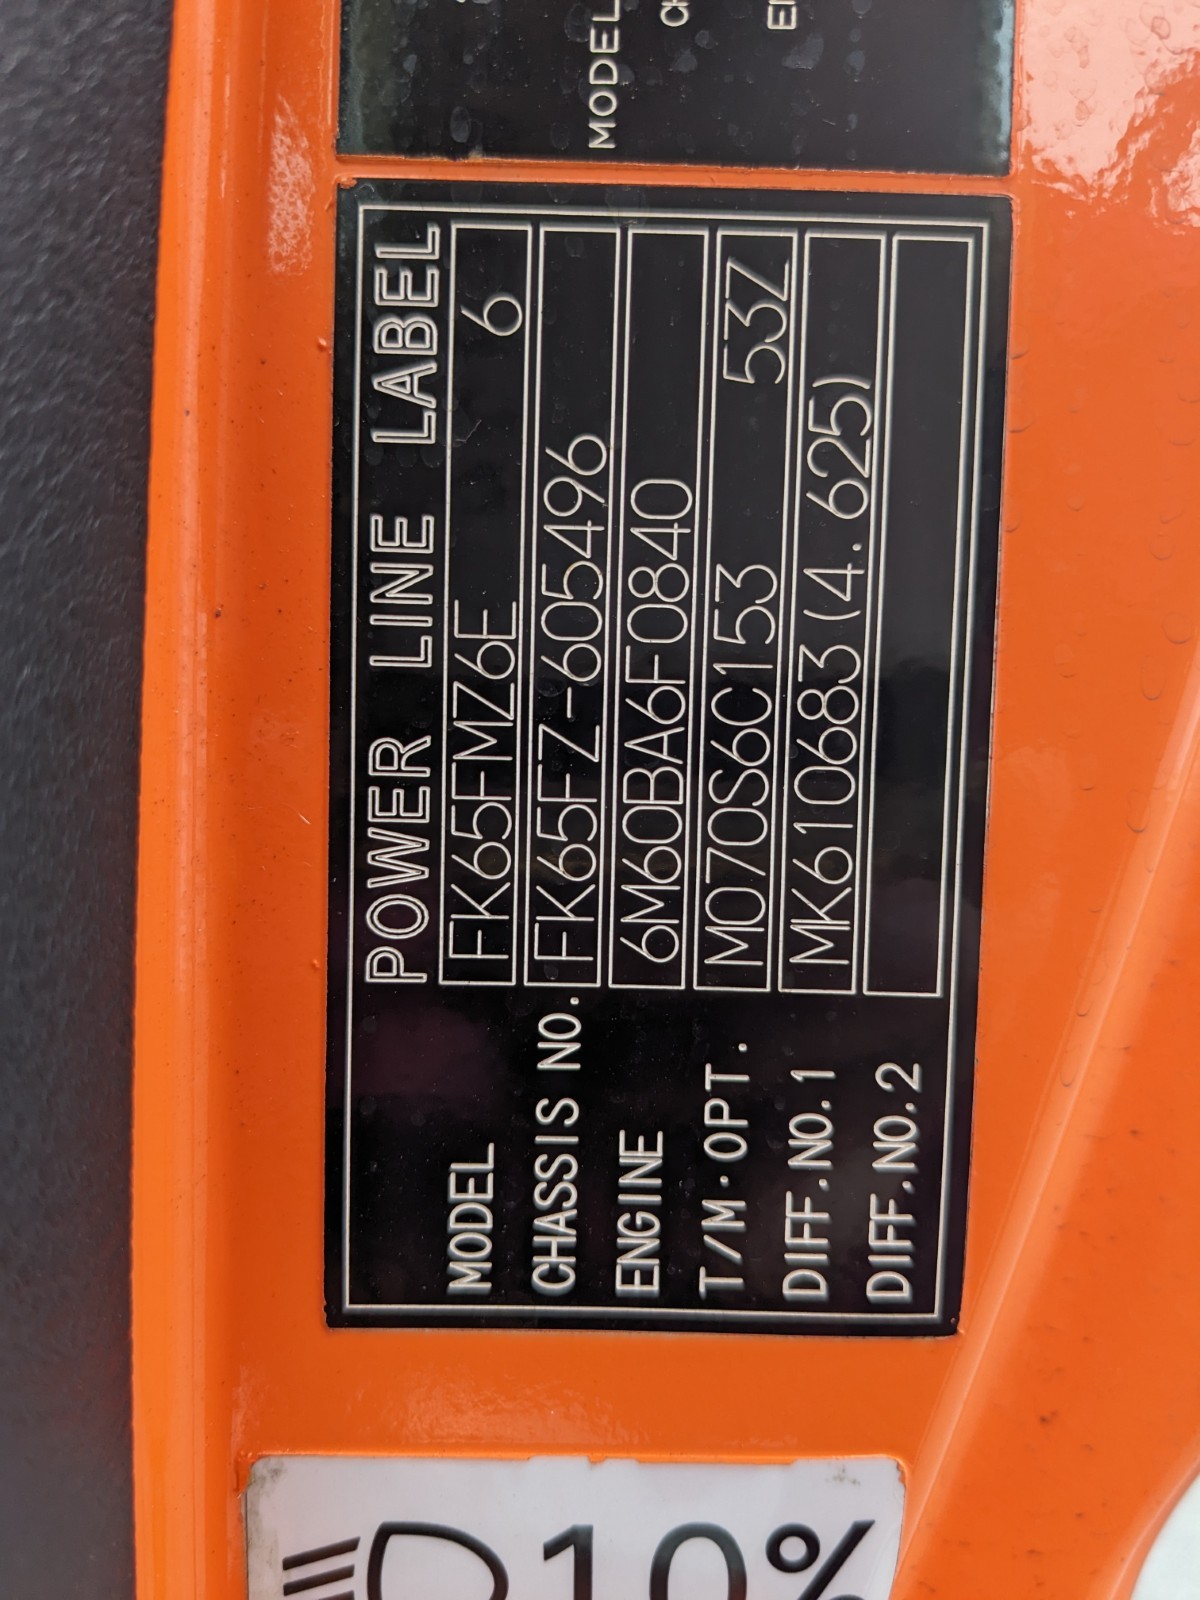 MODEL
POWER LINE LABEL
MODEL FK65FMZ6E 6
CHASSIS NO. FK65FZ-605496
ENGINE 6M60BA6F0840
T/M·OPT. M070S6C153 53Z
DIFF.NO.1 MK610683(4.625)
DIFF.NO.2
10%